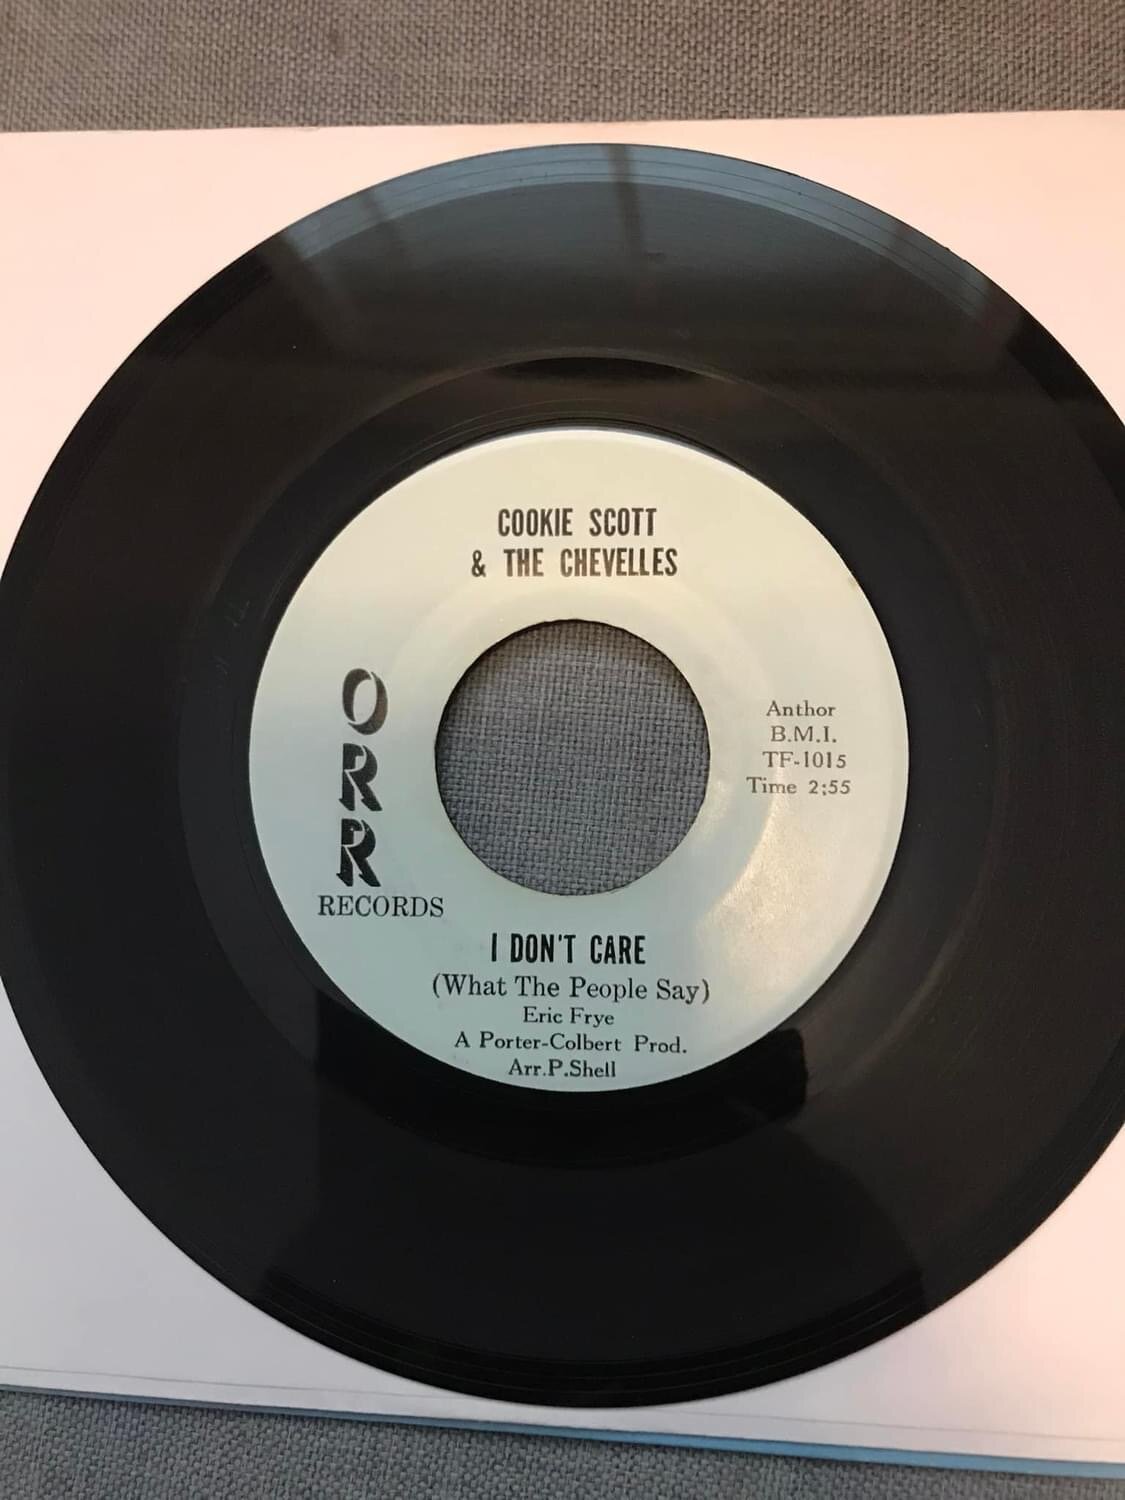 COOKIE SCOTT
& THE CHEVELLES
ORR
RECORDS
Anthor
B.M.I.
TF-1015
Time 2:55
I DON'T CARE
(What The People Say)
Eric Frye
A Porter-Colbert Prod.
Arr.P.Shell